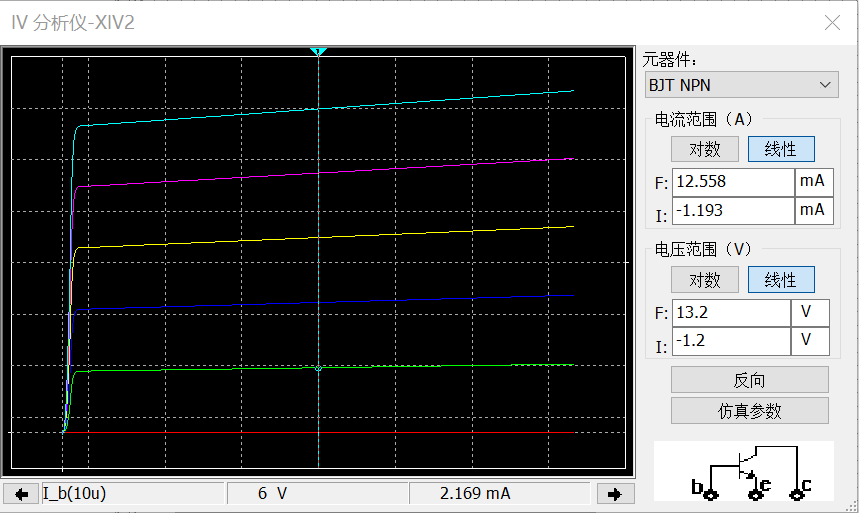 IV 分析仪-XIV2
元器件:
BJT NPN
电流范围（A）
对数 线性
F: 12.558 mA
I: -1.193 mA
电压范围（V）
对数 线性
F: 13.2 V
I: -1.2 V
反向
仿真参数
b e c
1
I_b(10u) 6 V 2.169 mA